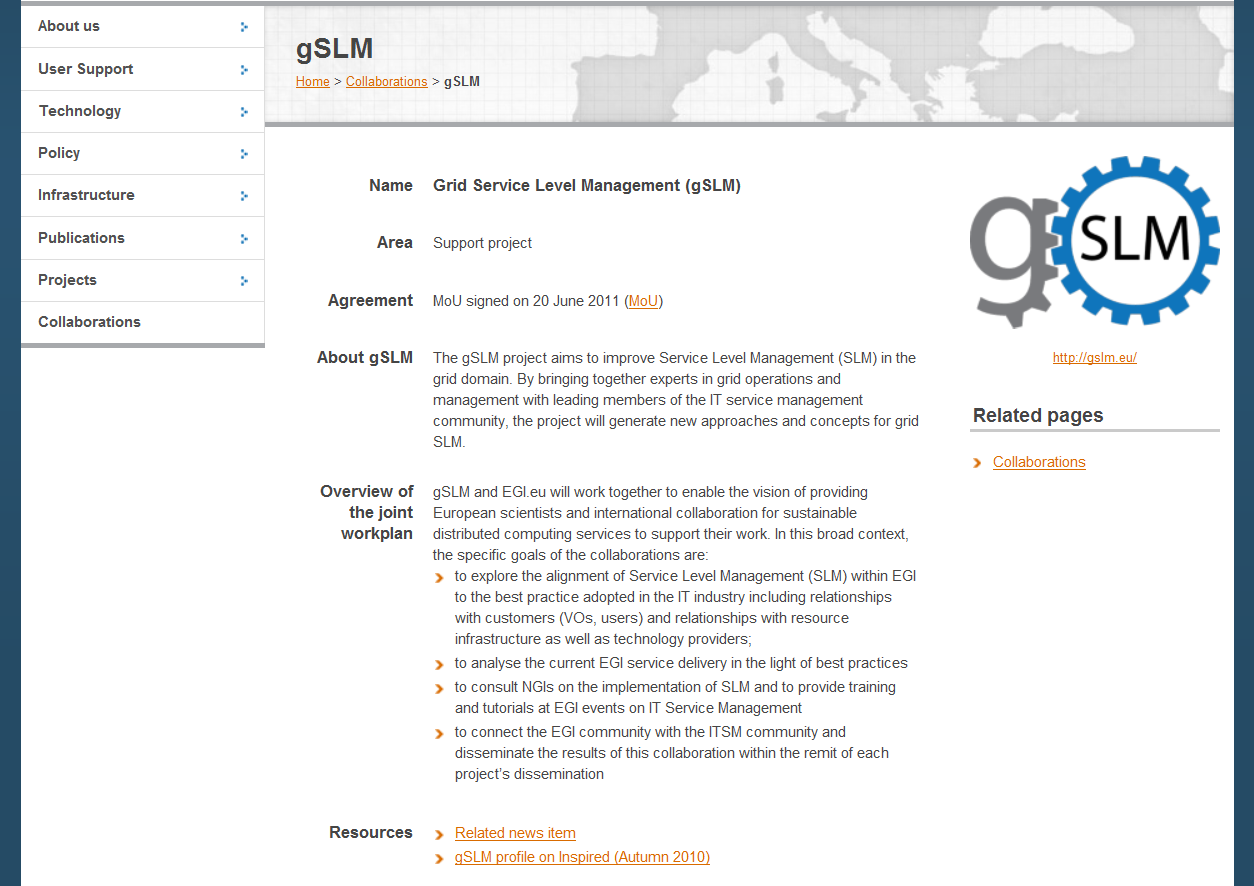 About us
User Support
Technology
Policy
Infrastructure
Publications
Projects
Collaborations
gSLM
Home > Collaborations > gSLM
Name
Grid Service Level Management (gSLM)
Area
Support project
Agreement
MoU signed on 20 June 2011 (MoU)
About gSLM
The gSLM project aims to improve Service Level Management (SLM) in the
grid domain. By bringing together experts in grid operations and
management with leading members of the IT service management
community, the project will generate new approaches and concepts for grid
SLM.
Overview of
the joint
workplan
gSLM and EGI.eu will work together to enable the vision of providing
European scientists and international collaboration for sustainable
distributed computing services to support their work. In this broad context,
the specific goals of the collaborations are:
to explore the alignment of Service Level Management (SLM) within EGI
to the best practice adopted in the IT industry including relationships
with customers (VOs, users) and relationships with resource
infrastructure as well as technology providers;
to analyse the current EGI service delivery in the light of best practices
to consult NGIs on the implementation of SLM and to provide training
and tutorials at EGI events on IT Service Management
to connect the EGI community with the ITSM community and
disseminate the results of this collaboration within the remit of each
project's dissemination
Resources
Related news item
gSLM profile on Inspired (Autumn 2010)
gSLM
http://gslm.eu/
Related pages
Collaborations